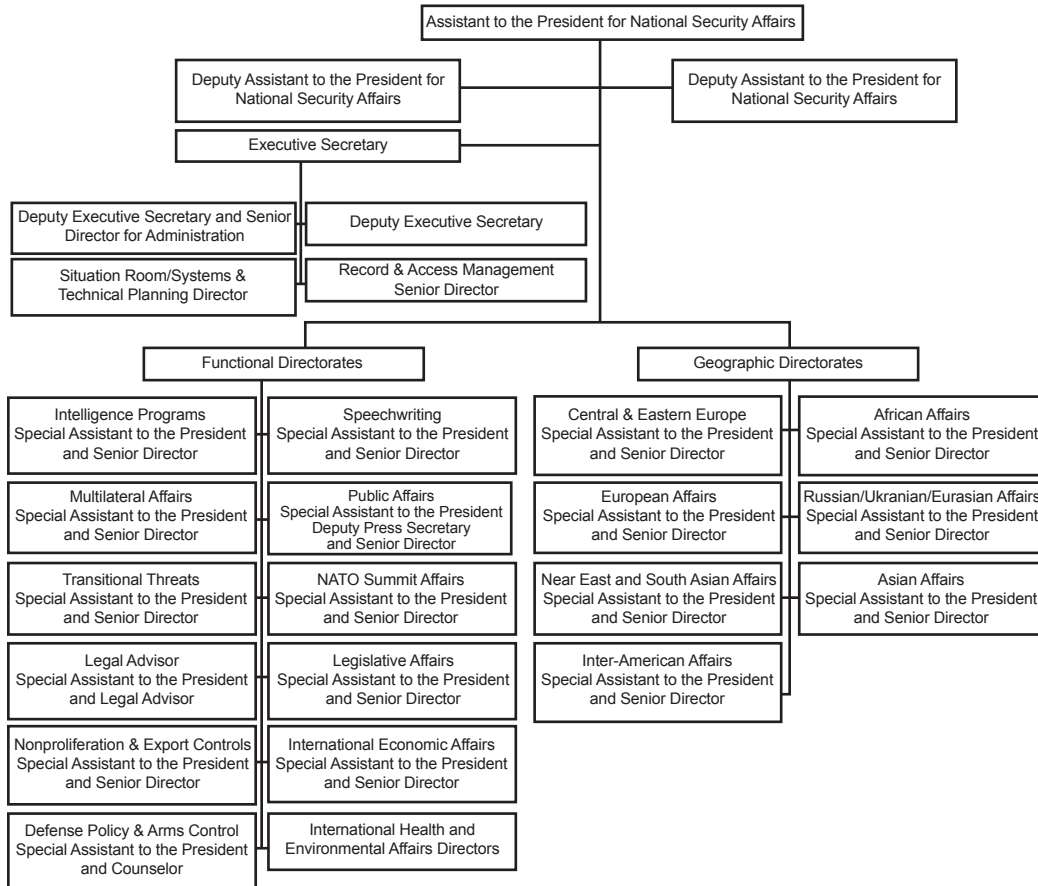 Assistant to the President for National Security Affairs
Deputy Assistant to the President for
National Security Affairs
Deputy Assistant to the President for
National Security Affairs
Executive Secretary
Deputy Executive Secretary and Senior
Director for Administration
Deputy Executive Secretary
Situation Room/Systems &
Technical Planning Director
Record & Access Management
Senior Director
Functional Directorates
Geographic Directorates
Intelligence Programs
Special Assistant to the President
and Senior Director
Speechwriting
Special Assistant to the President
and Senior Director
Central & Eastern Europe
Special Assistant to the President
and Senior Director
African Affairs
Special Assistant to the President
and Senior Director
Multilateral Affairs
Special Assistant to the President
and Senior Director
Public Affairs
Special Assistant to the President
Deputy Press Secretary
and Senior Director
European Affairs
Special Assistant to the President
and Senior Director
Russian/Ukranian/Eurasian Affairs
Special Assistant to the President
and Senior Director
Transitional Threats
Special Assistant to the President
and Senior Director
NATO Summit Affairs
Special Assistant to the President
and Senior Director
Near East and South Asian Affairs
Special Assistant to the President
and Senior Director
Asian Affairs
Special Assistant to the President
and Senior Director
Legal Advisor
Special Assistant to the President
and Legal Advisor
Legislative Affairs
Special Assistant to the President
and Senior Director
Inter-American Affairs
Special Assistant to the President
and Senior Director
Nonproliferation & Export Controls
Special Assistant to the President
and Senior Director
International Economic Affairs
Special Assistant to the President
and Senior Director
Defense Policy & Arms Control
Special Assistant to the President
and Counselor
International Health and
Environmental Affairs Directors